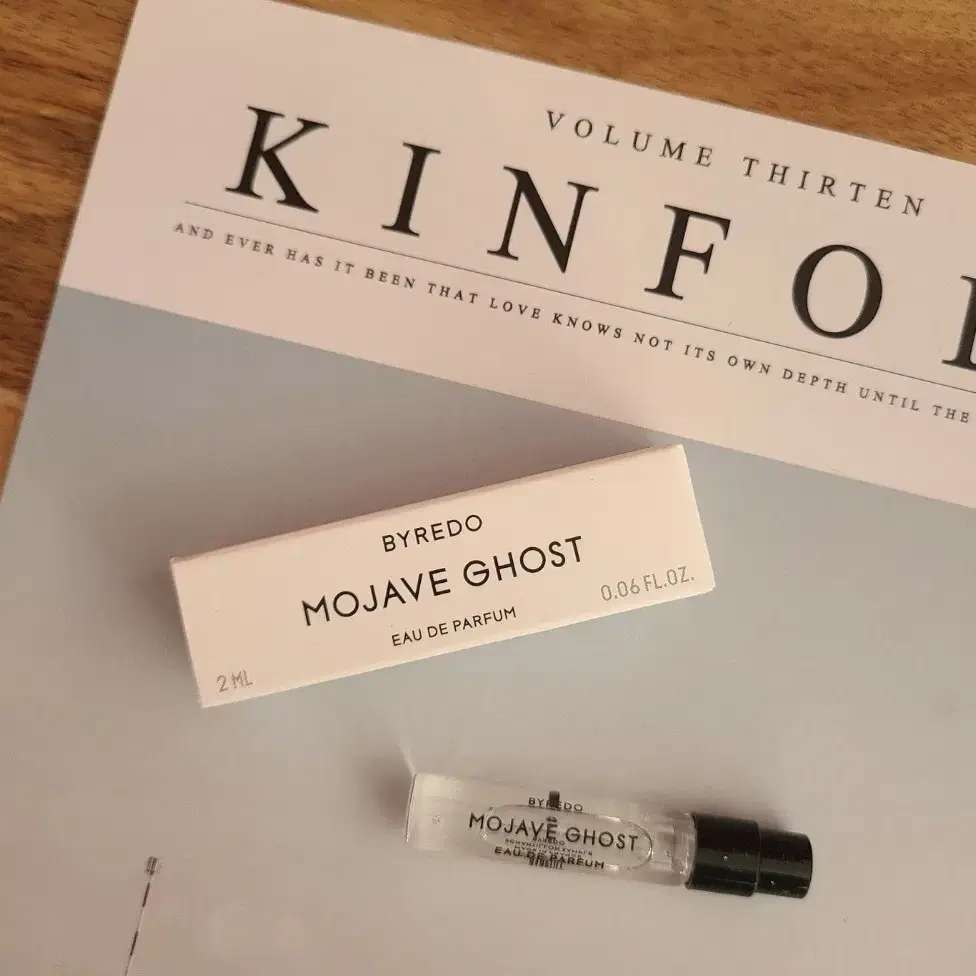 VOLUME THIRTEN
KINFO
AND EVER HAS IT BEEN THAT LOVE KNOWS NOT ITS OWN DEPTH UNTIL THE
BYREDO
MOJAVE GHOST
EAU DE PARFUM
0.06 FL.OZ.
2 ML
BYREDO
MOJAVE GHOST
EAU DE PARFUM